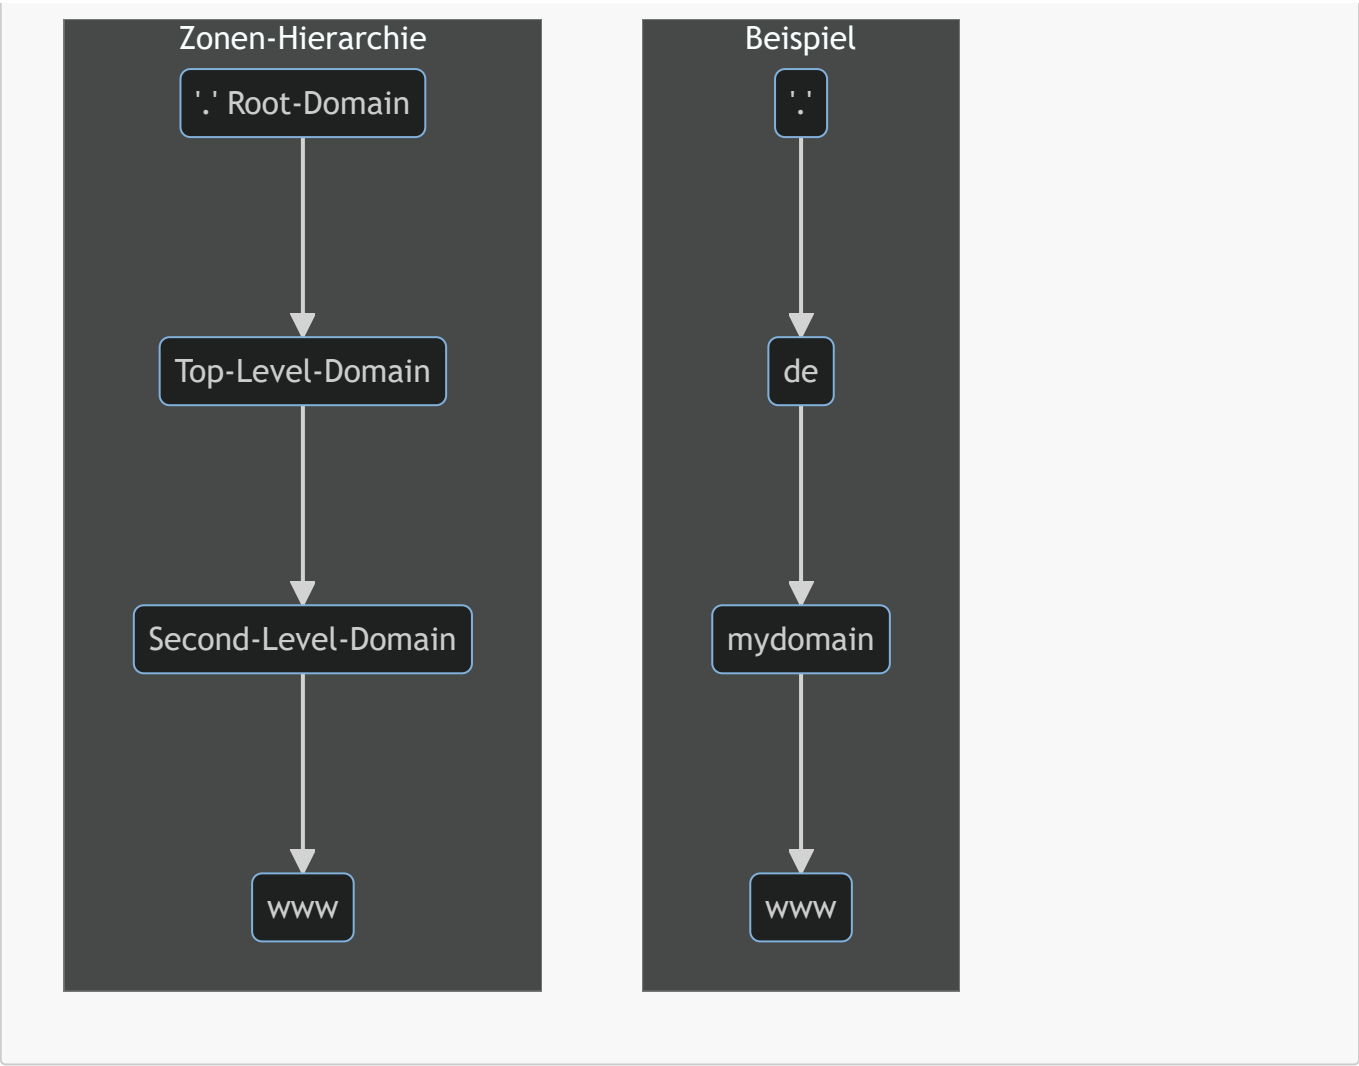 Zonen-Hierarchie
'.' Root-Domain
Top-Level-Domain
Second-Level-Domain
www
Beispiel
'.'
de
mydomain
www